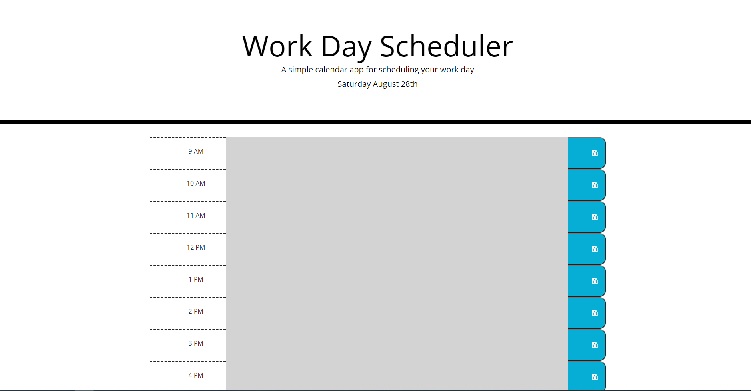 Work Day Scheduler
A simple calendar app for scheduling your work day
Saturday August 28th
9 AM
10 AM
11 AM
12 PM
1 PM
2 PM
3 PM
4 PM